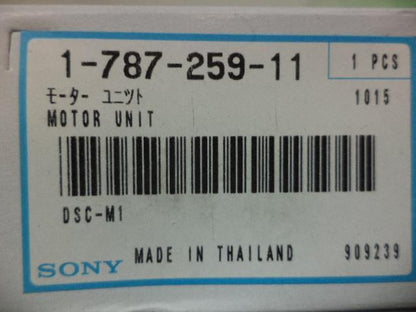 1-787-259-11
1 PCS
モーター ユニット
1015
MOTOR UNIT
DSC-M1
MADE IN THAILAND
909239
SONY